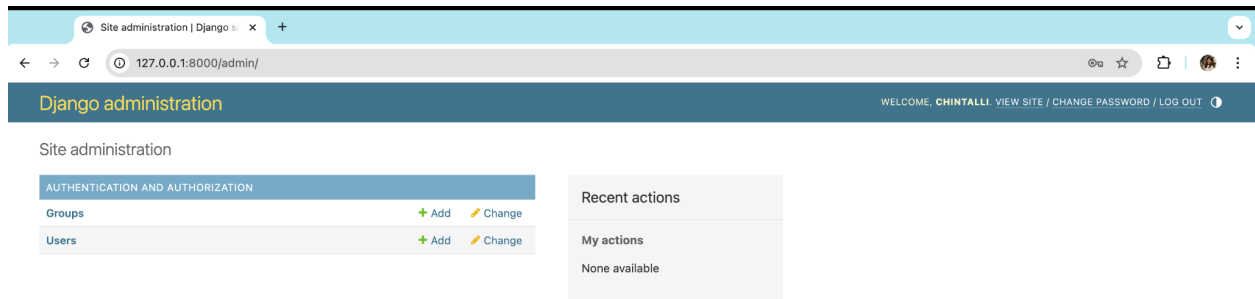 Site administration | Django s
127.0.0.1:8000/admin/
Django administration
WELCOME, CHINTALLI. VIEW SITE / CHANGE PASSWORD / LOG OUT
Site administration
AUTHENTICATION AND AUTHORIZATION
Groups + Add Change
Users + Add Change
Recent actions
My actions
None available